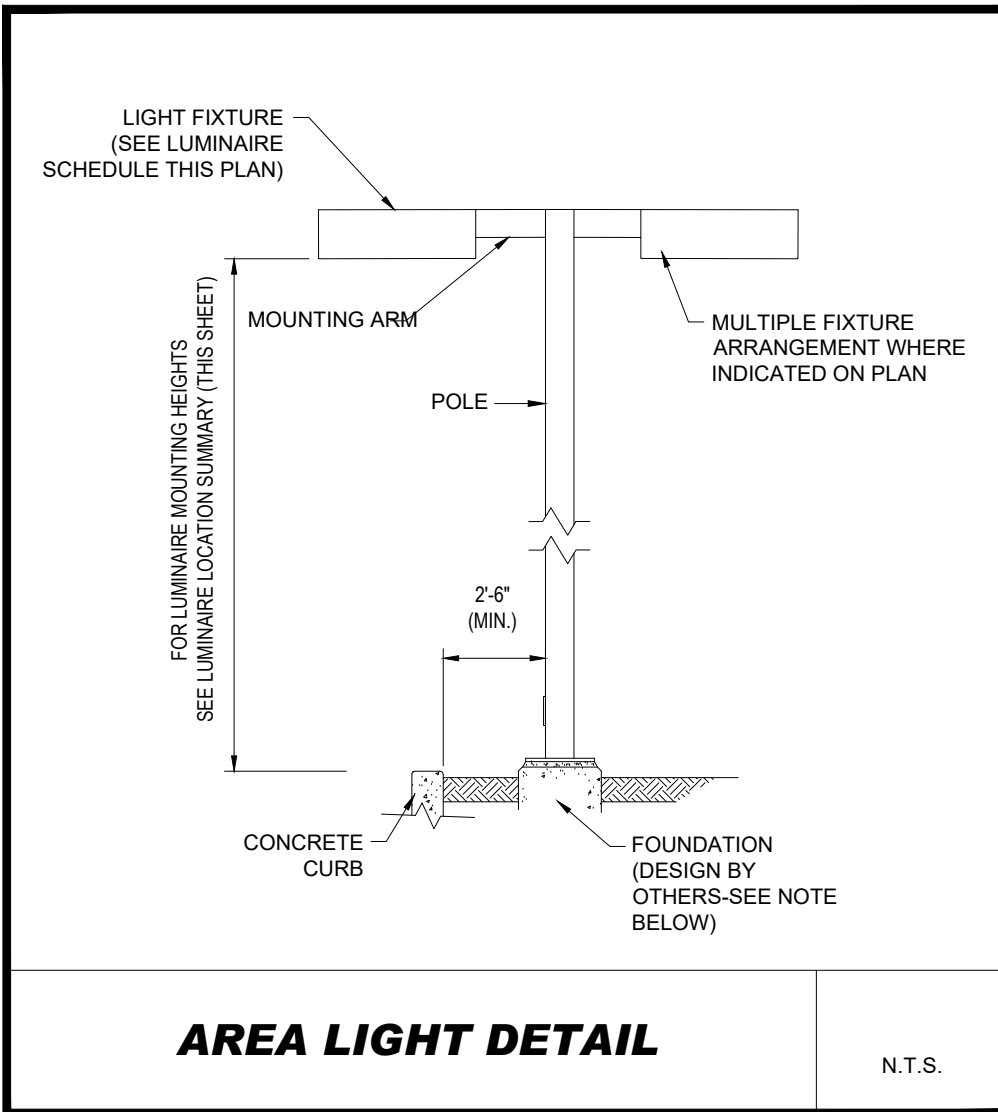 LIGHT FIXTURE
(SEE LUMINAIRE
SCHEDULE THIS PLAN)
FOR LUMINAIRE MOUNTING HEIGHTS
SEE LUMINAIRE LOCATION SUMMARY (THIS SHEET)
MOUNTING ARM
MULTIPLE FIXTURE
ARRANGEMENT WHERE
INDICATED ON PLAN
POLE
2'-6"
(MIN.)
CONCRETE
CURB
FOUNDATION
(DESIGN BY
OTHERS-SEE NOTE
BELOW)
AREA LIGHT DETAIL
N.T.S.